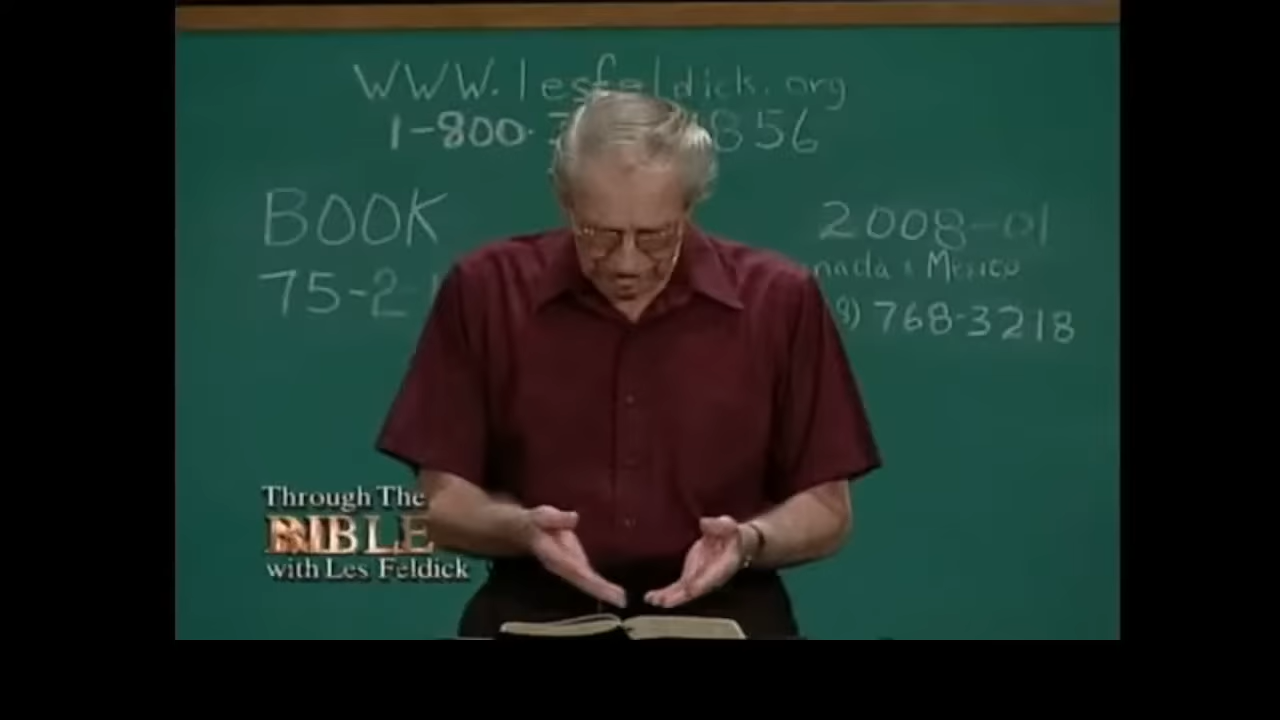 WWW.lesfeldick.org
1-800- 856
BOOK
75-2
2008-01
Mexico
768-3218
Through The
BIBLE
with Les Feldick